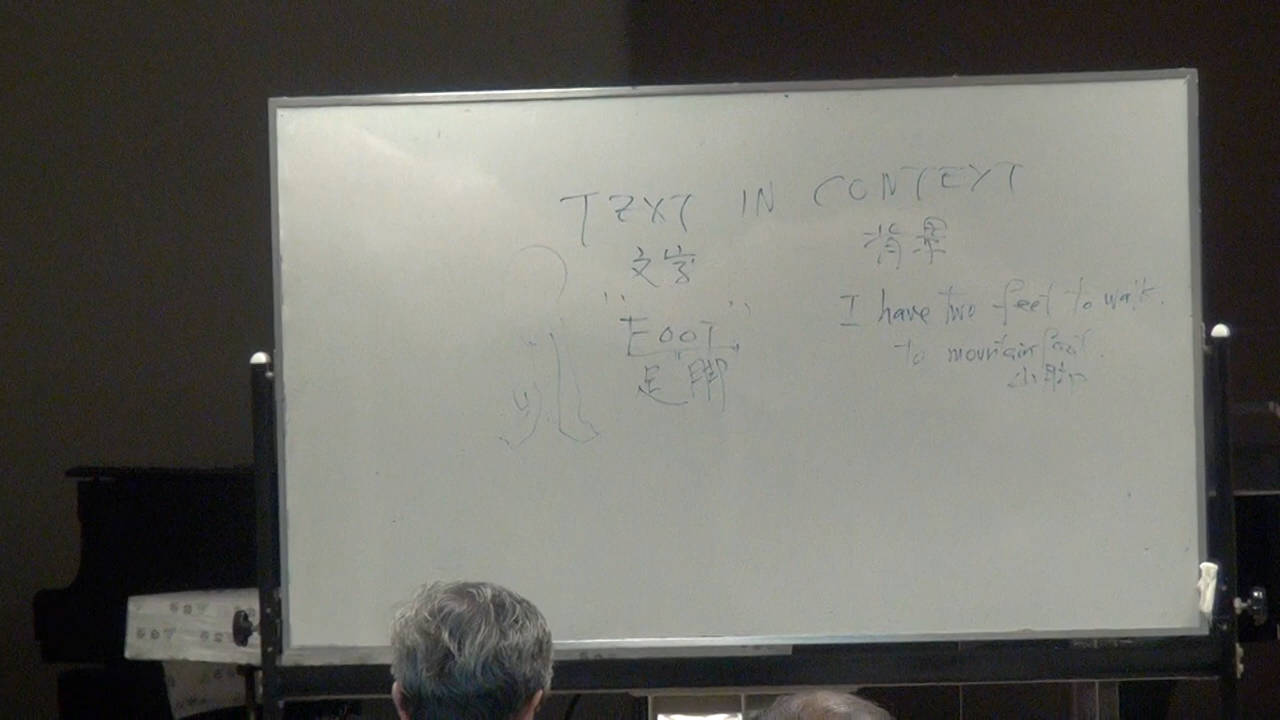 TEXT IN CONTEXT
文字 背景
"FOOT"
足 脚
I have two feet to walk.
to mountain foot.
山脚